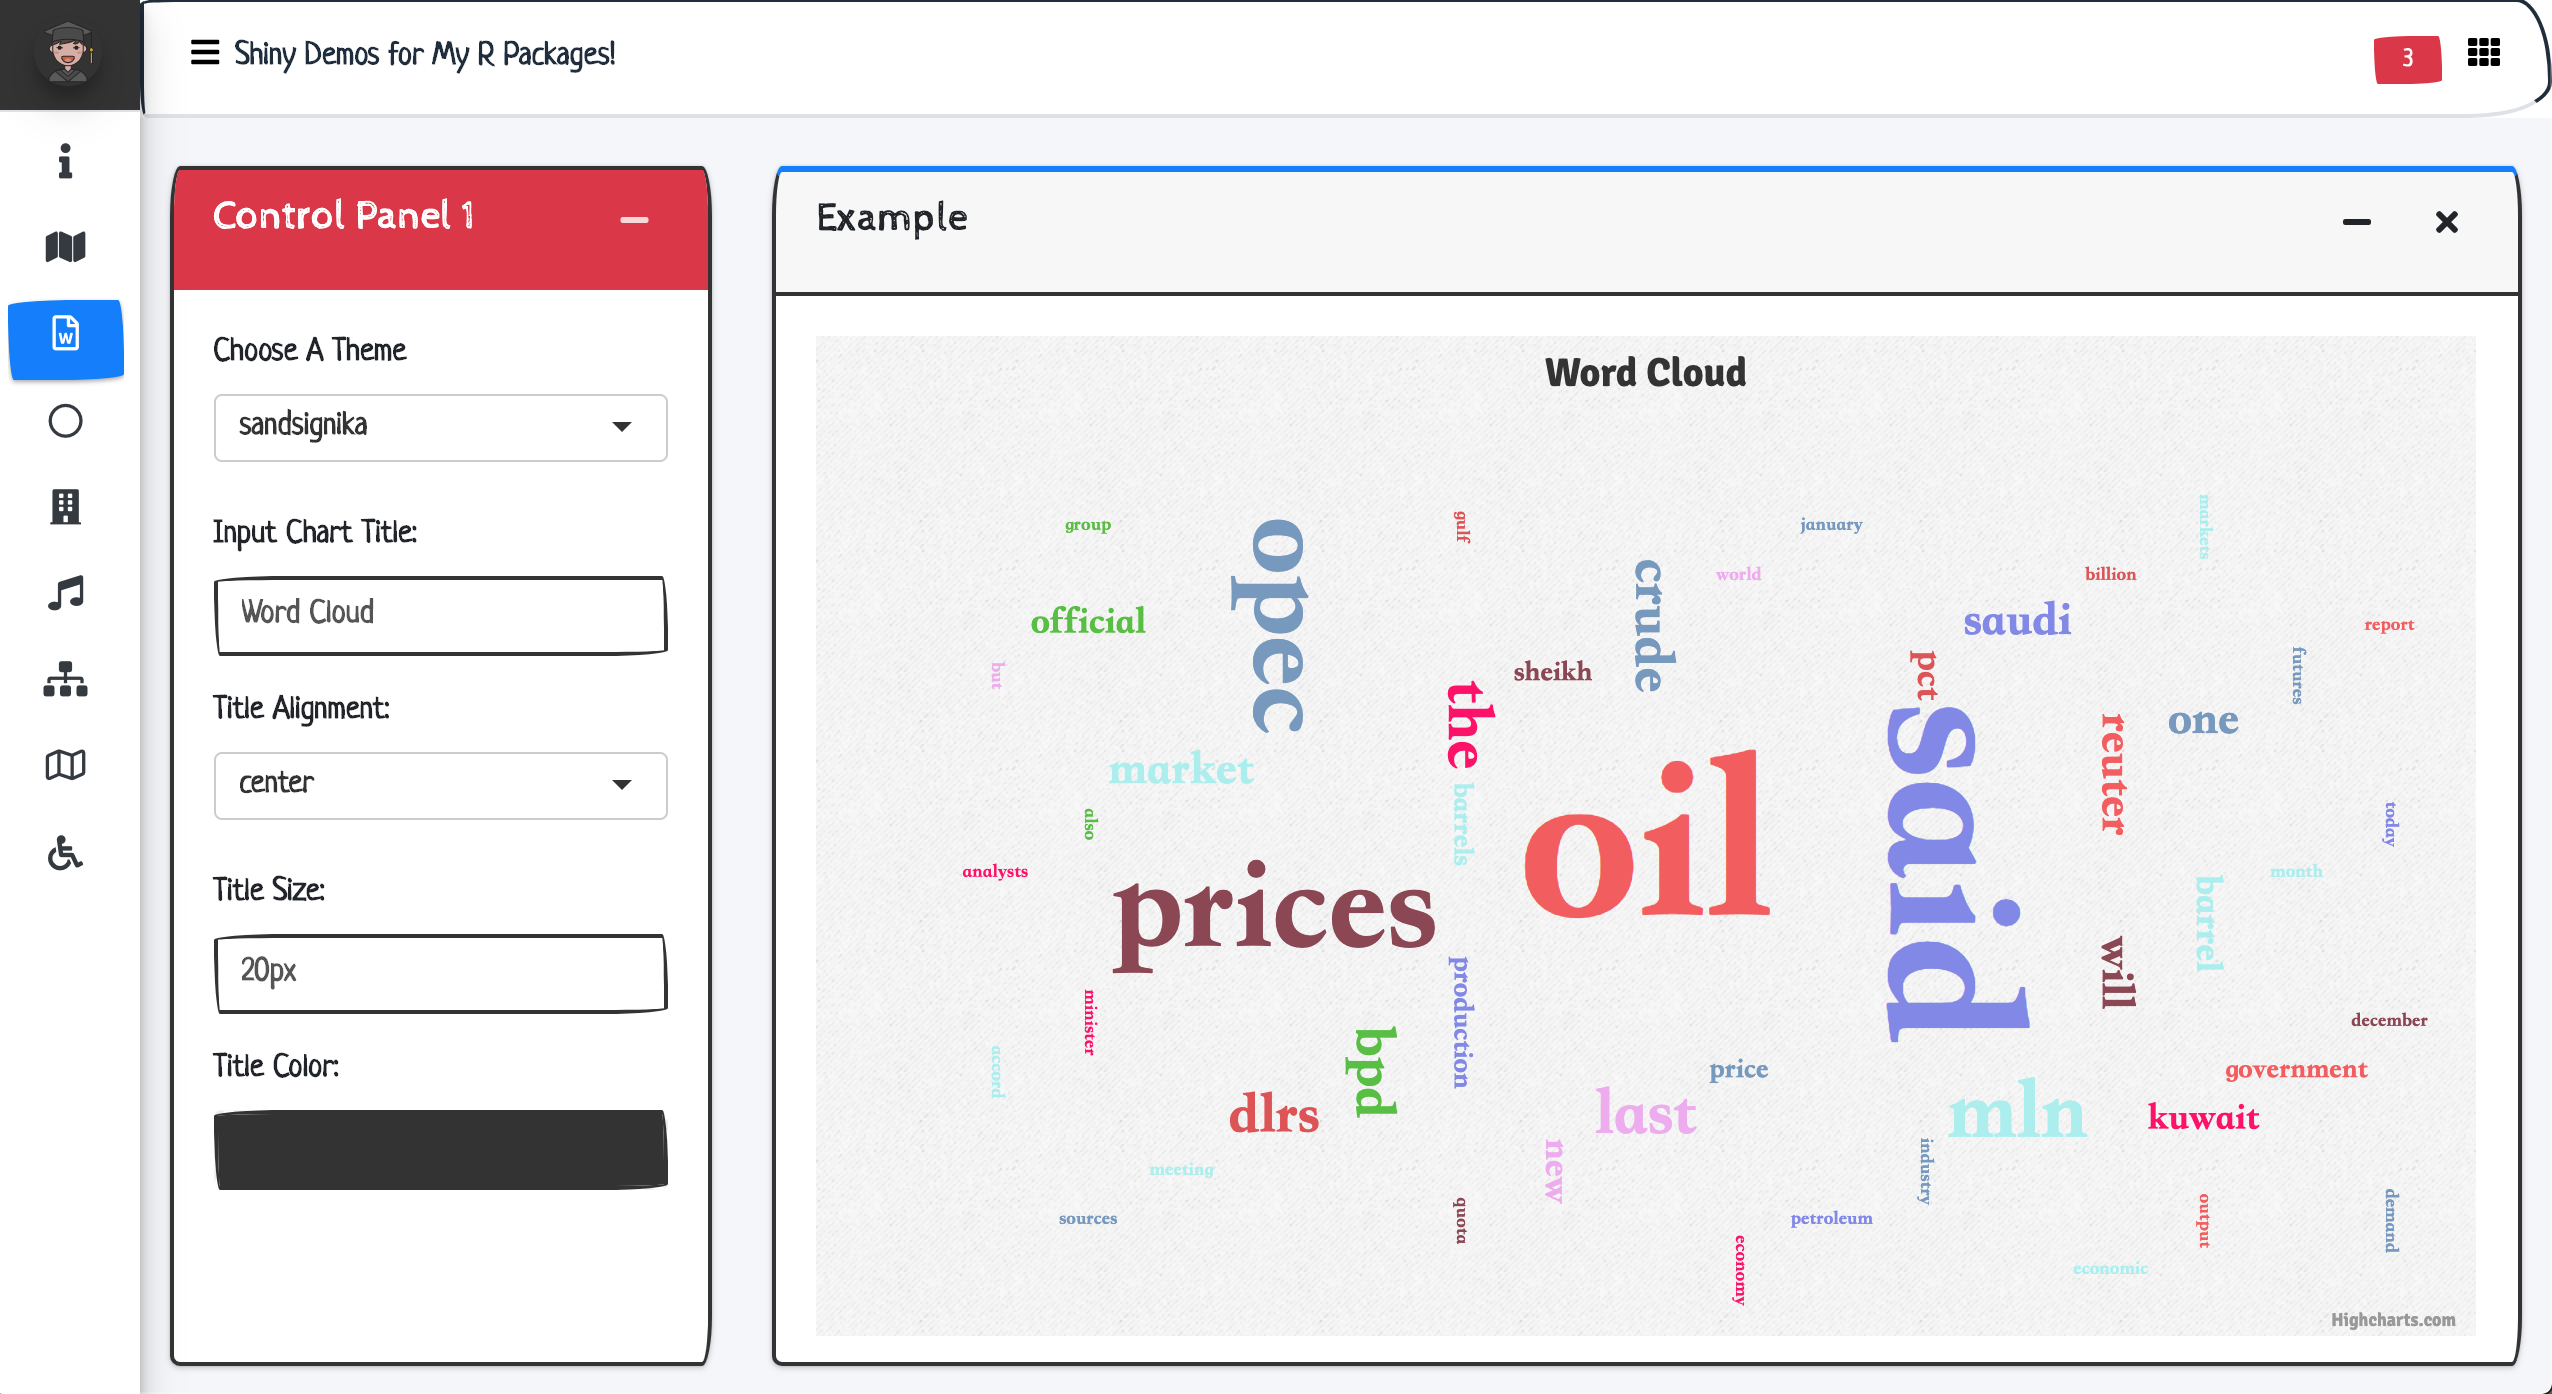 Shiny Demos for My R Packages!
3
W
Control Panel 1
Choose A Theme
sandsignika
Input Chart Title:
Word Cloud
Title Alignment:
center
Title Size:
20px
Title Color:
Example
Word Cloud
group
opec
gulf
january
markets
world
billion
crude
official
saudi
report
but
sheikh
pct
futures
the
one
market
reuter
said
oil
barrels
also
today
analysts
prices
month
barrel
will
production
minister
december
accord
bpd
price
government
dlrs
last
mln
kuwait
meeting
new
industry
sources
quota
petroleum
output
demand
economy
economic
Highcharts.com